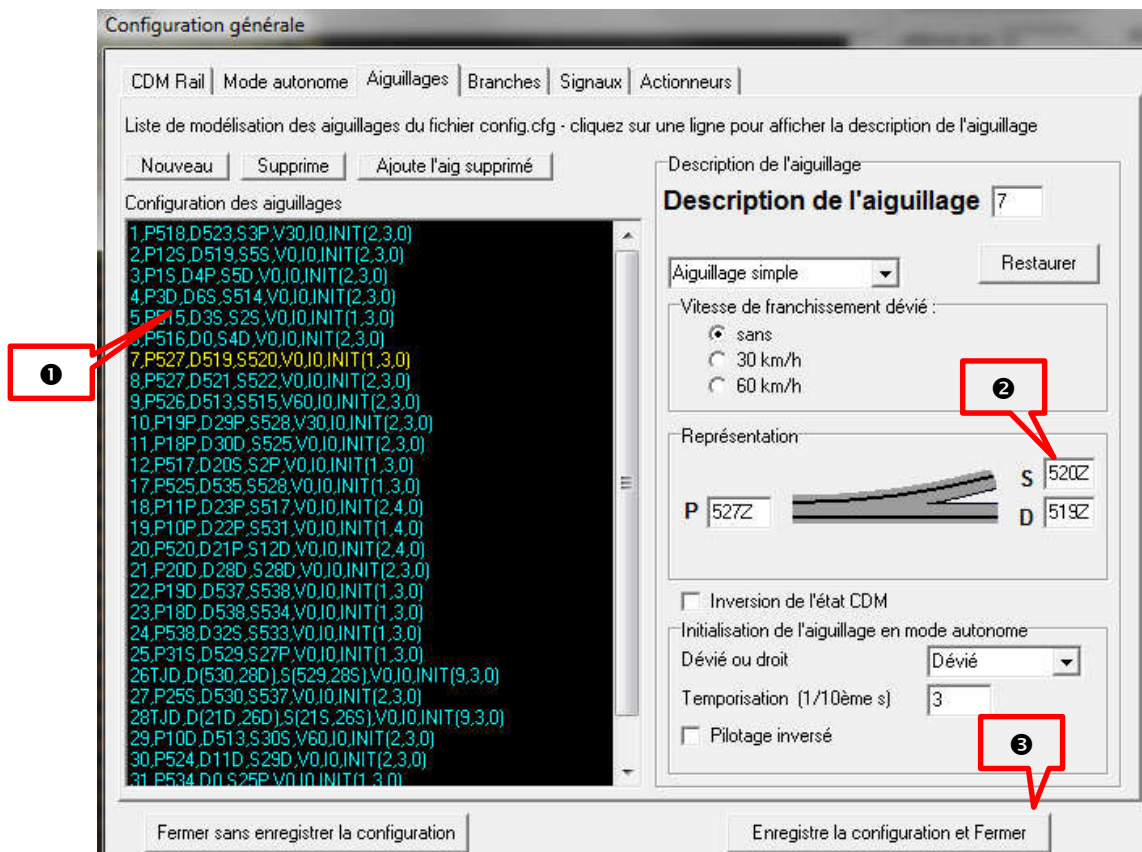 Configuration générale
CDM Rail
Mode autonome
Aiguillages
Branches
Signaux
Actionneurs
Liste de modélisation des aiguillages du fichier config.cfg - cliquez sur une ligne pour afficher la description de l'aiguillage
Nouveau
Supprime
Ajoute l'aig supprimé
Configuration des aiguillages
1,P518,D523,S3P,V30,I0,INIT(2,3,0)
2,P12S,D519,S5S,V0,I0,INIT(2,3,0)
3,P1S,D4P,S5D,V0,I0,INIT(2,3,0)
4,P3D,D6S,S514,V0,I0,INIT(2,3,0)
5,P515,D3S,S2S,V0,I0,INIT(1,3,0)
6,P516,D0,S4D,V0,I0,INIT(2,3,0)
7,P527,D519,S520,V0,I0,INIT(1,3,0)
8,P527,D521,S522,V0,I0,INIT(2,3,0)
9,P526,D513,S515,V60,I0,INIT(2,3,0)
10,P19P,D29P,S528,V30,I0,INIT(2,3,0)
11,P18P,D30D,S525,V0,I0,INIT(2,3,0)
12,P517,D20S,S2P,V0,I0,INIT(1,3,0)
17,P525,D535,S528,V0,I0,INIT(1,3,0)
18,P11P,D23P,S517,V0,I0,INIT(2,4,0)
19,P10P,D22P,S531,V0,I0,INIT(1,4,0)
20,P520,D21P,S12D,V0,I0,INIT(2,4,0)
21,P20D,D28D,S28D,V0,I0,INIT(2,3,0)
22,P19D,D537,S538,V0,I0,INIT(1,3,0)
23,P18D,D538,S534,V0,I0,INIT(1,3,0)
24,P538,D32S,S533,V0,I0,INIT(1,3,0)
25,P31S,D529,S27P,V0,I0,INIT(1,3,0)
26TJD,D(530,28D),S(529,28S),V0,I0,INIT(9,3,0)
27,P25S,D530,S537,V0,I0,INIT(2,3,0)
28TJD,D(21D,26D),S(21S,26S),V0,I0,INIT(9,3,0)
29,P10D,D513,S30S,V60,I0,INIT(2,3,0)
30,P524,D11D,S29D,V0,I0,INIT(2,3,0)
31,P534,D0,S25P,V0,I0,INIT(1,3,0)
❶
Description de l'aiguillage
Description de l'aiguillage 7
Aiguillage simple
Restaurer
Vitesse de franchissement dévié :
sans
30 km/h
60 km/h
❷
Représentation
S 520Z
P 527Z
D 519Z
Inversion de l'état CDM
Initialisation de l'aiguillage en mode autonome
Dévié ou droit Dévié
Temporisation (1/10ème s) 3
Pilotage inversé
❸
Fermer sans enregistrer la configuration
Enregistre la configuration et Fermer